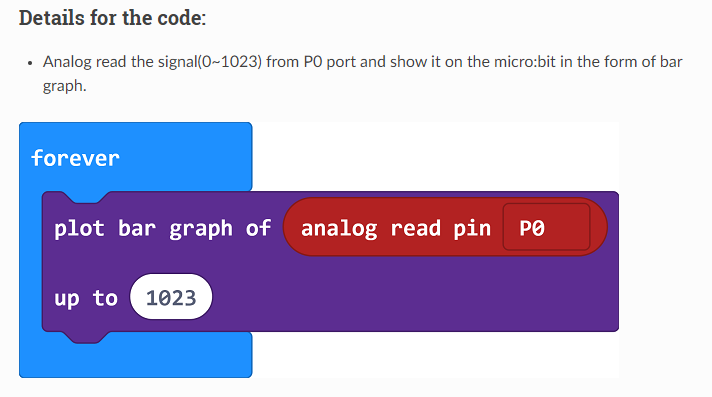 Details for the code:
• Analog read the signal(0~1023) from P0 port and show it on the micro:bit in the form of bar
graph.
forever
plot bar graph of analog read pin P0
up to 1023